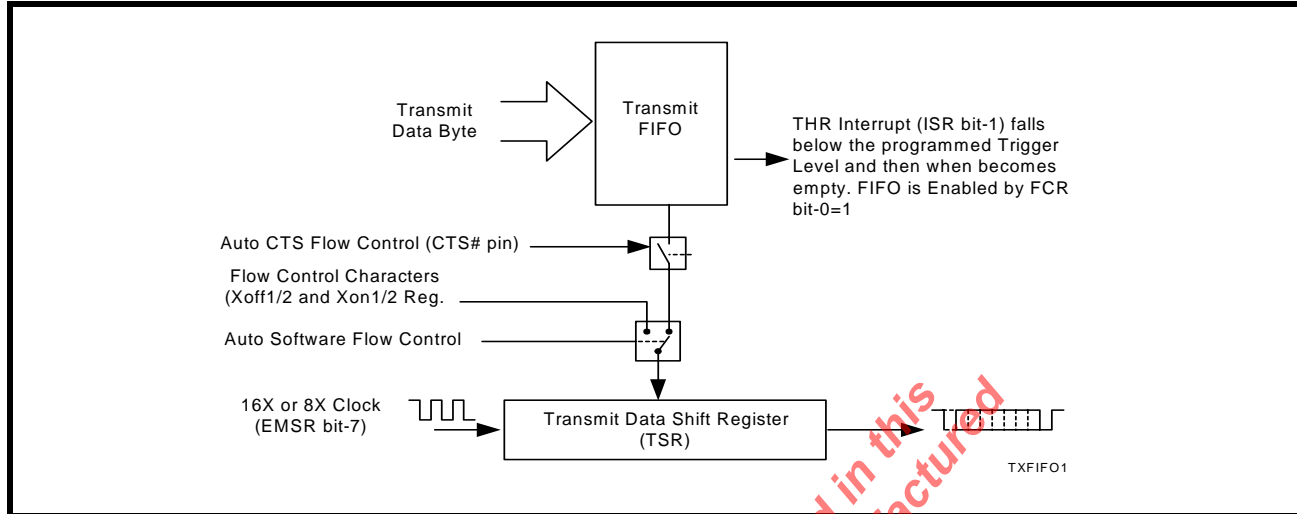 Transmit
Data Byte
Transmit
FIFO
THR Interrupt (ISR bit-1) falls
below the programmed Trigger
Level and then when becomes
empty. FIFO is Enabled by FCR
bit-0=1
Auto CTS Flow Control (CTS# pin)
Flow Control Characters
(Xoff1/2 and Xon1/2 Reg.
Auto Software Flow Control
16X or 8X Clock
(EMSR bit-7)
Transmit Data Shift Register
(TSR)
TXFIFO1
d in this
factured